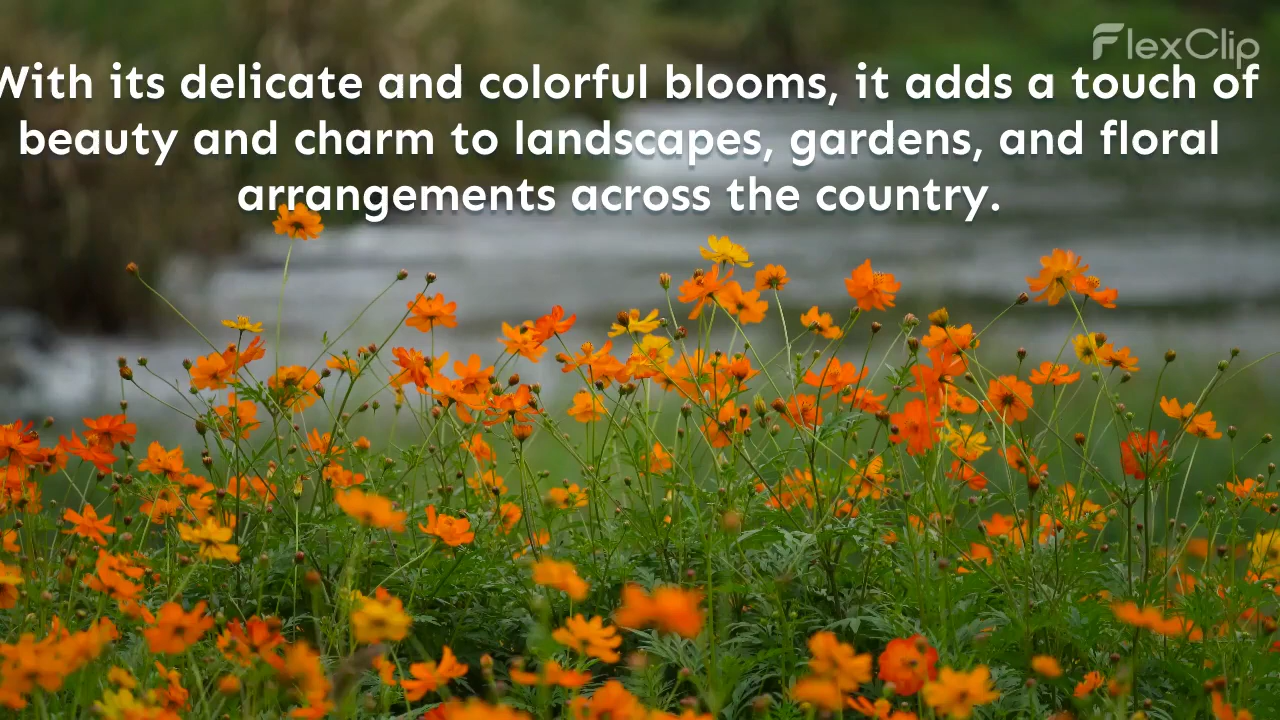 FlexClip
With its delicate and colorful blooms, it adds a touch of
beauty and charm to landscapes, gardens, and floral
arrangements across the country.